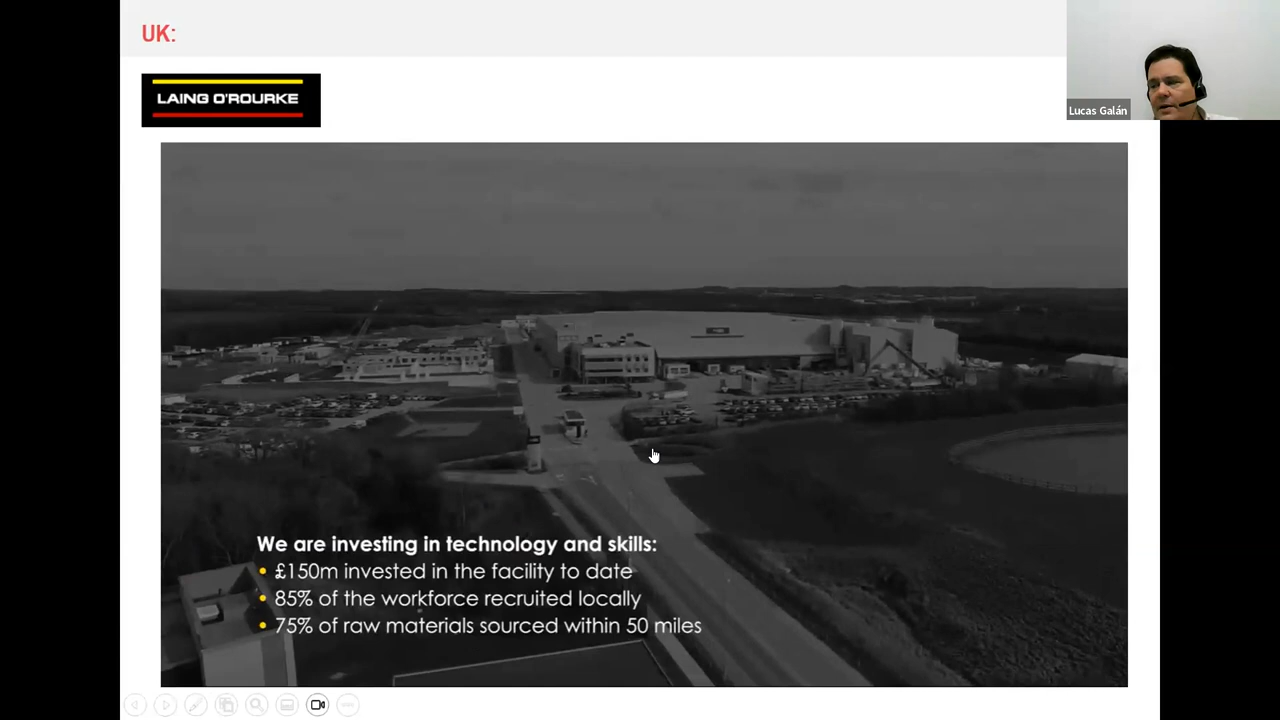 UK:
LAING O'ROURKE
Lucas Galán
We are investing in technology and skills:
• £150m invested in the facility to date
• 85% of the workforce recruited locally
• 75% of raw materials sourced within 50 miles